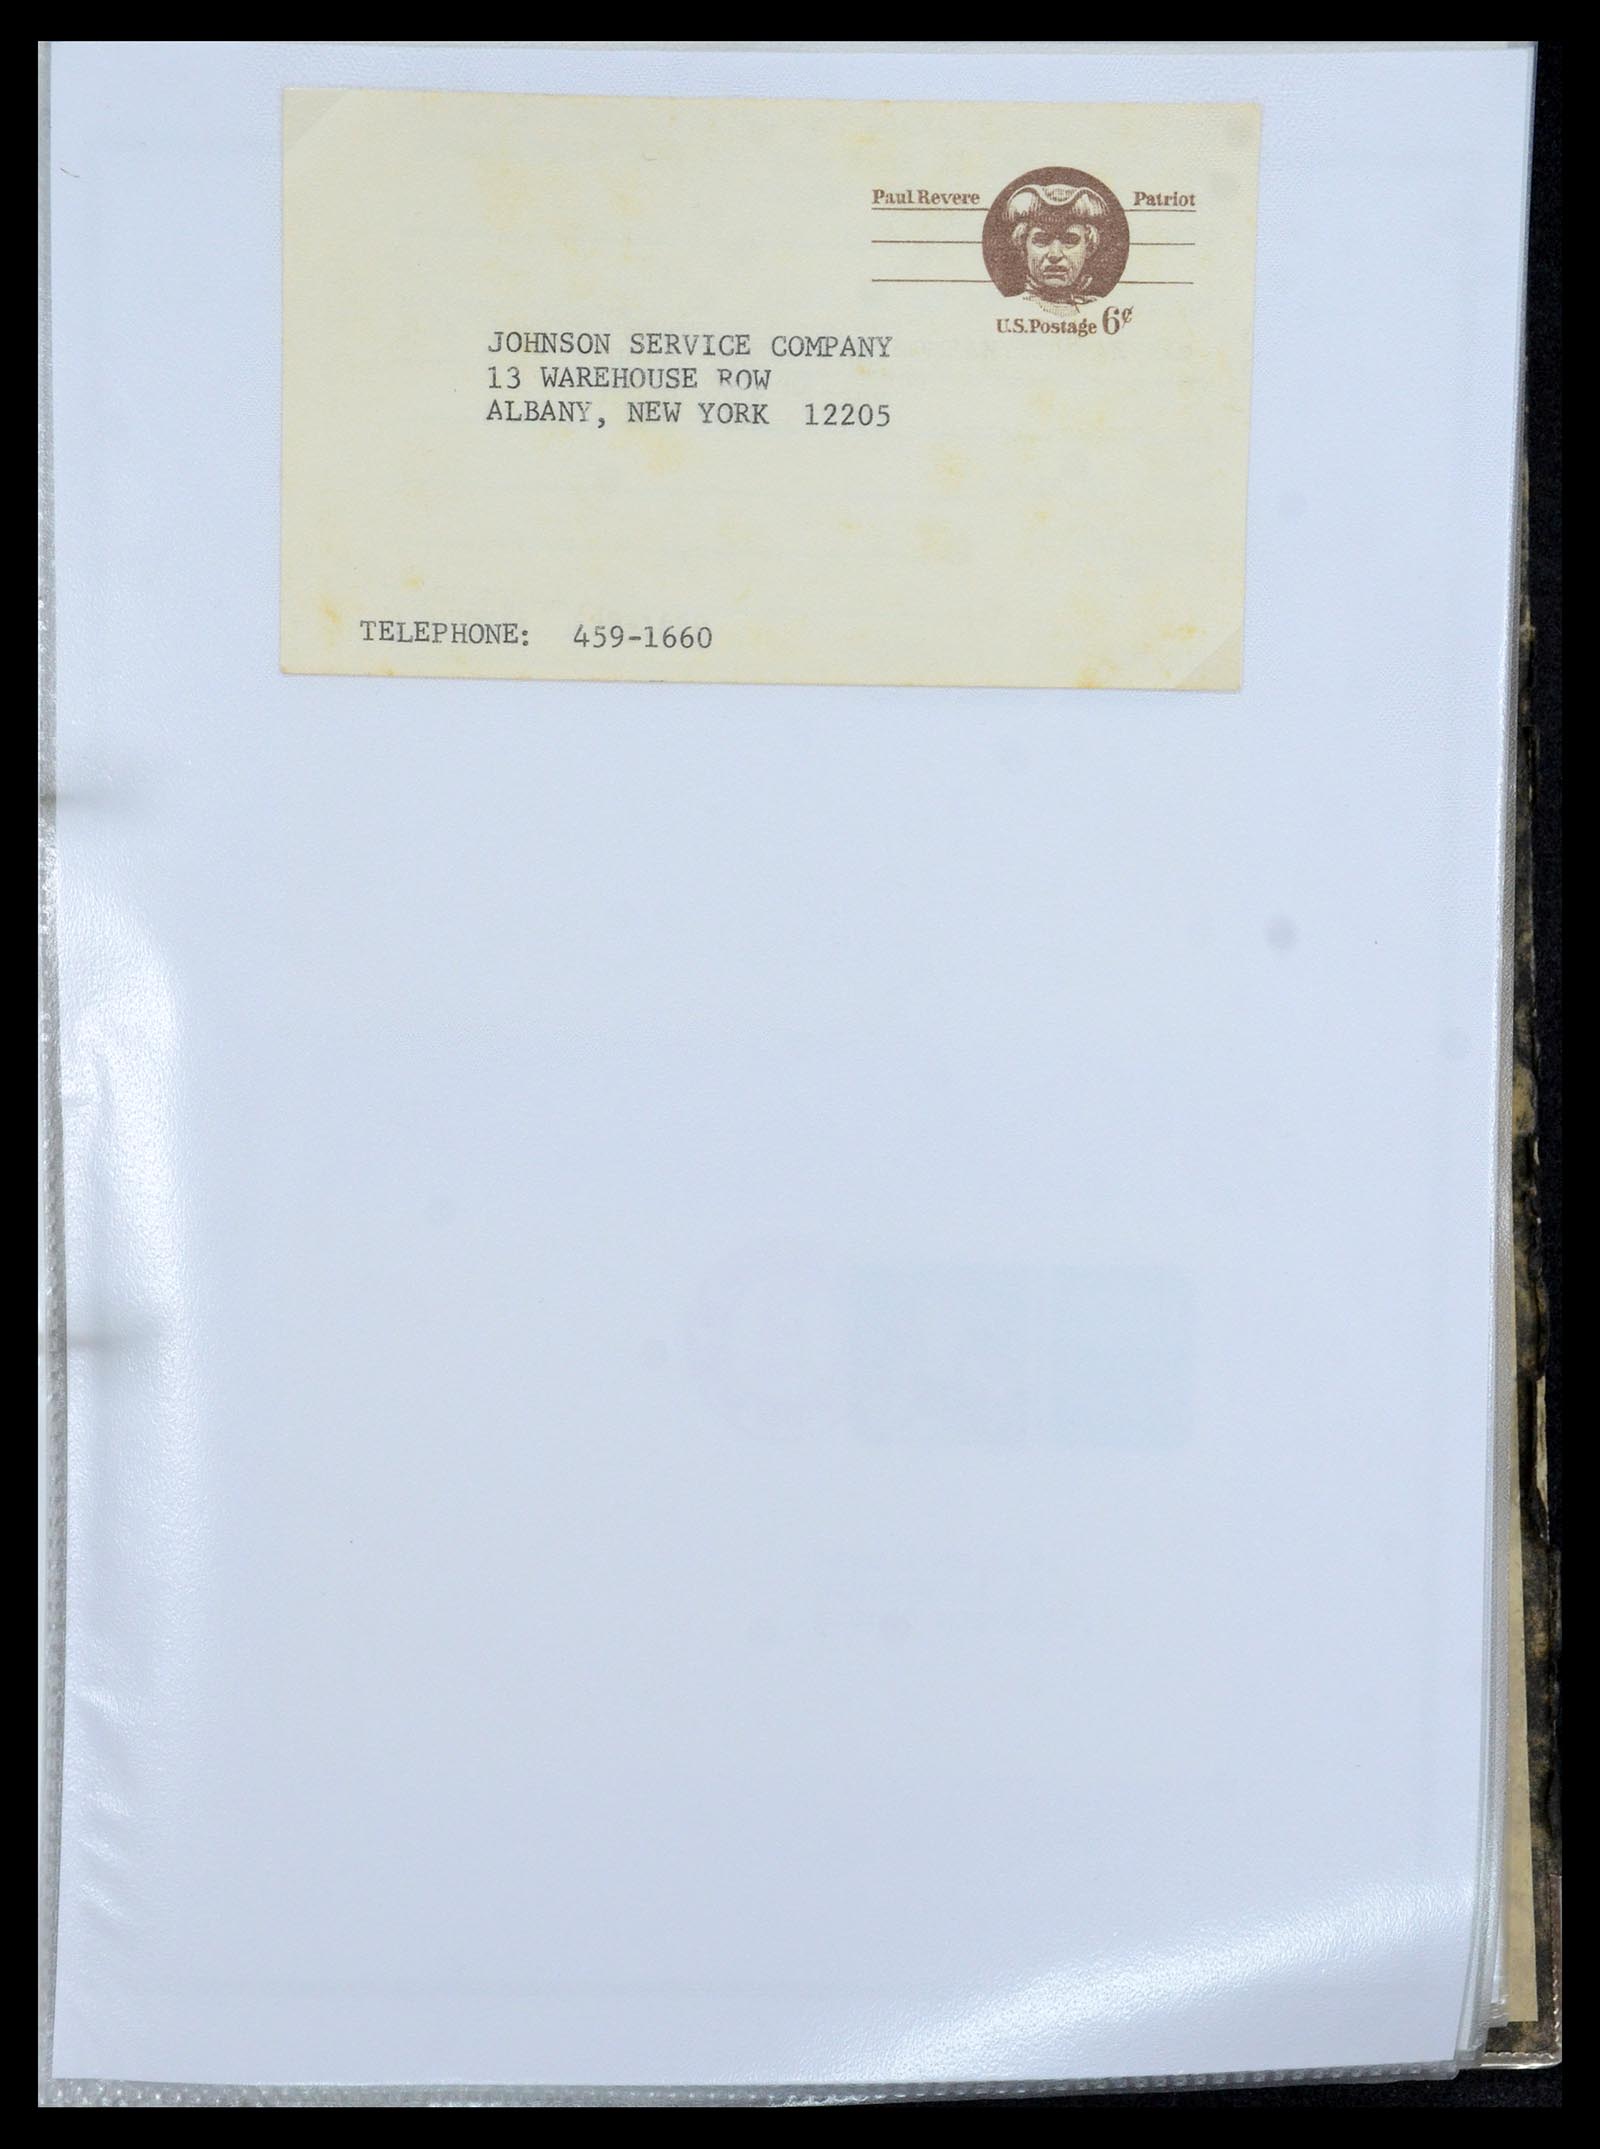 Paul Revere Patriot
U.S.Postage 6¢
JOHNSON SERVICE COMPANY
13 WAREHOUSE ROW
ALBANY, NEW YORK 12205
TELEPHONE: 459-1660